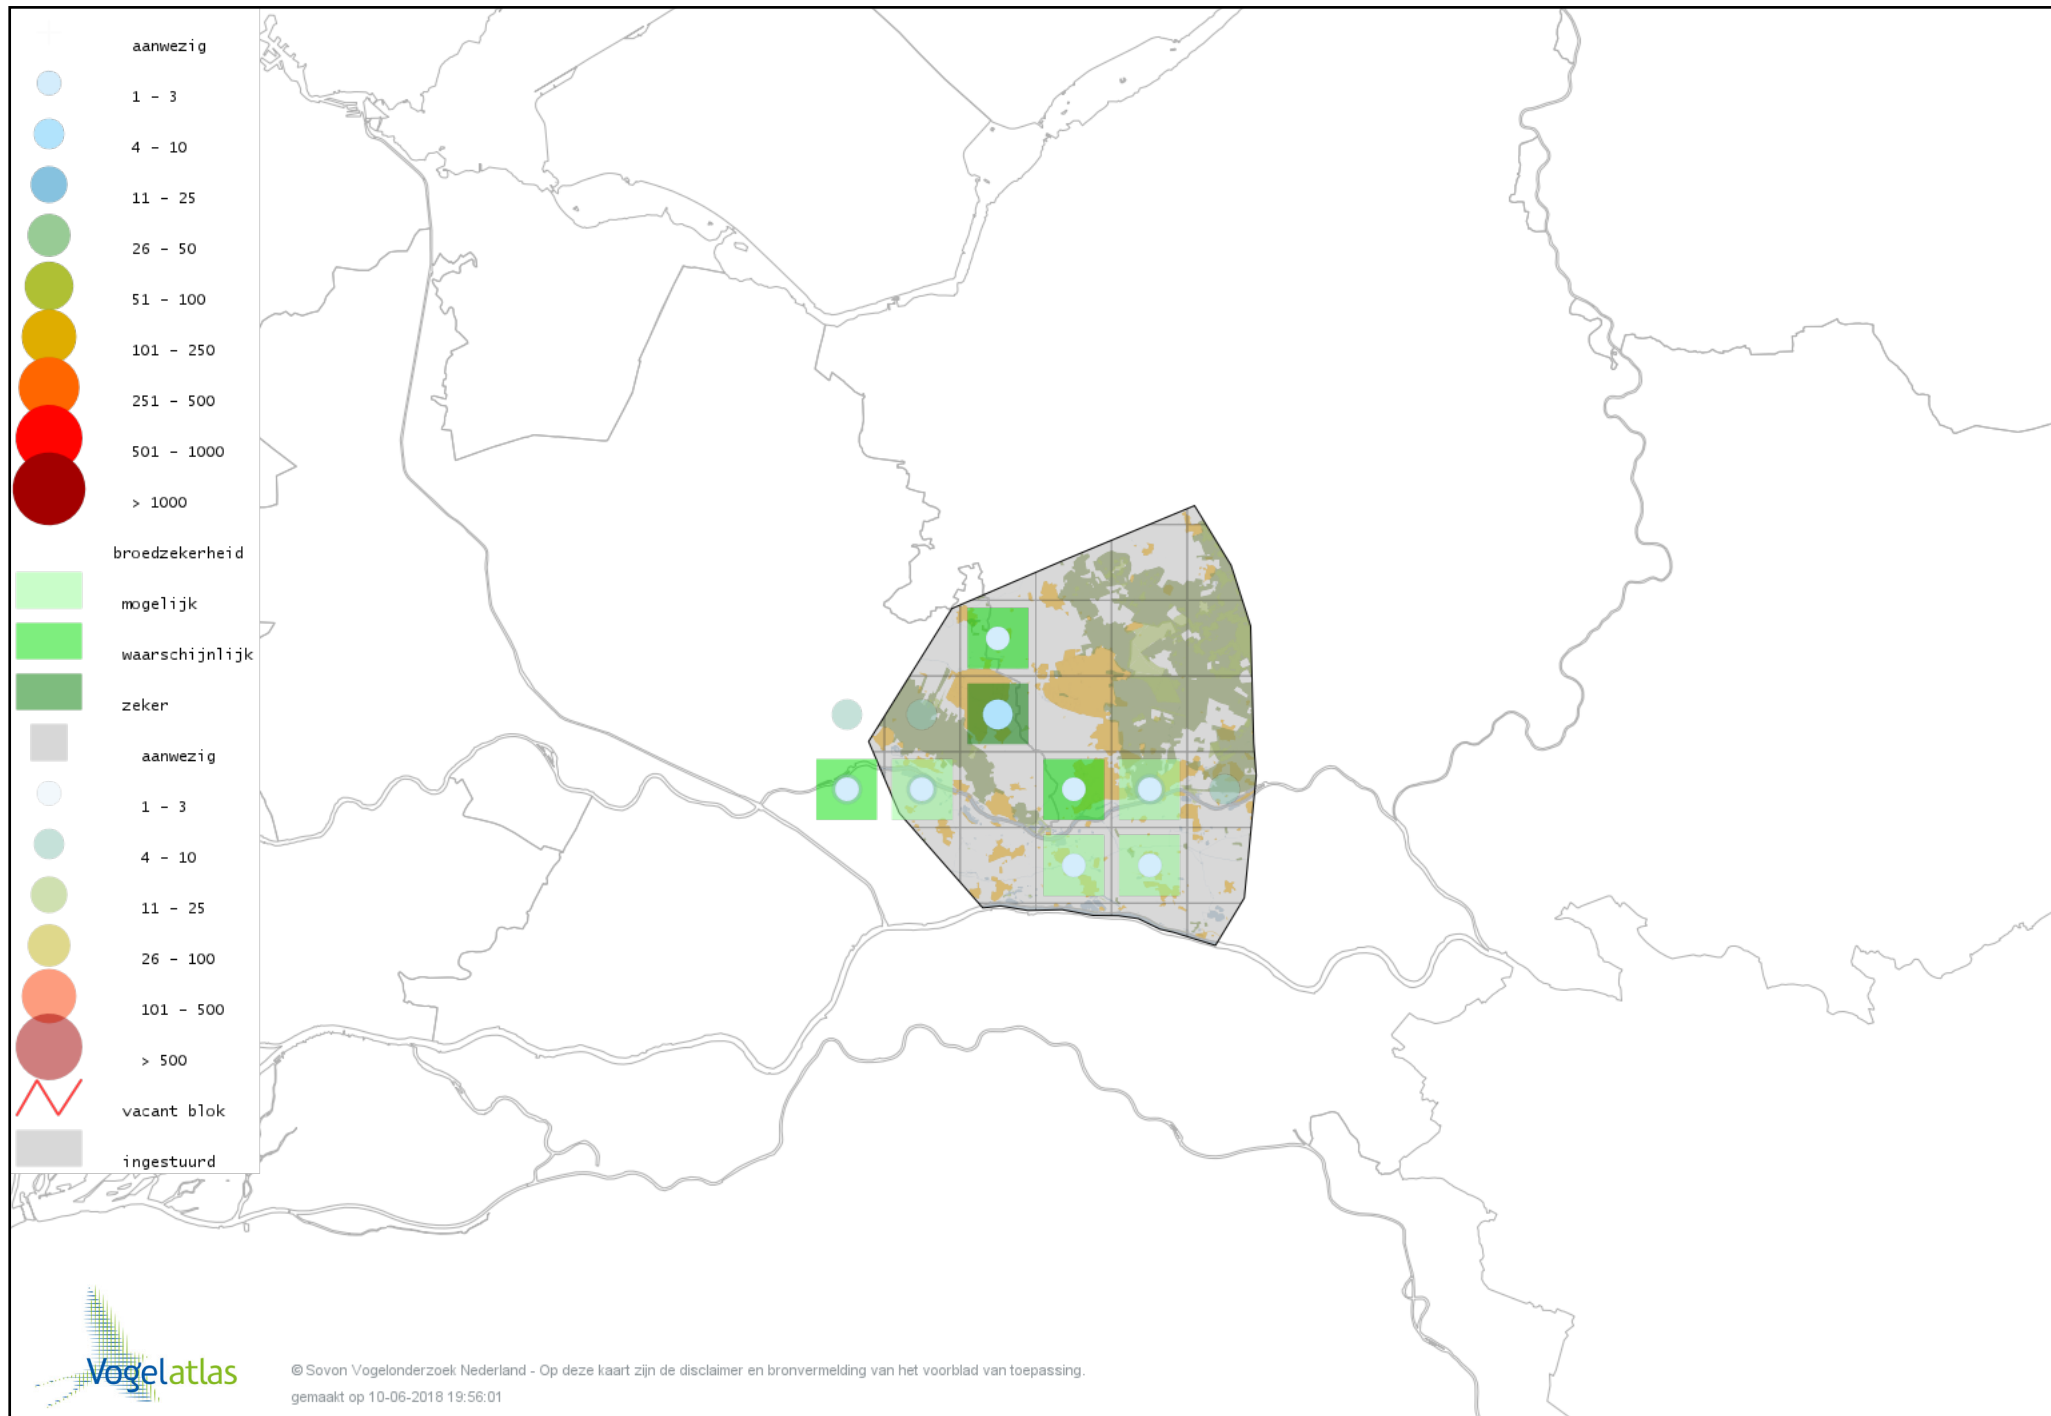 aanwezig
1 - 3
4 - 10
11 - 25
26 - 50
51 - 100
101 - 250
251 - 500
501 - 1000
> 1000
broedzekerheid
mogelijk
waarschijnlijk
zeker
aanwezig
1 - 3
4 - 10
11 - 25
26 - 100
101 - 500
> 500
vacant blok
ingestuurd
Vogelatlas
© Sovon Vogelonderzoek Nederland - Op deze kaart zijn de disclaimer en bronvermelding van het voorblad van toepassing.
gemaakt op 10-06-2018 19:56:01